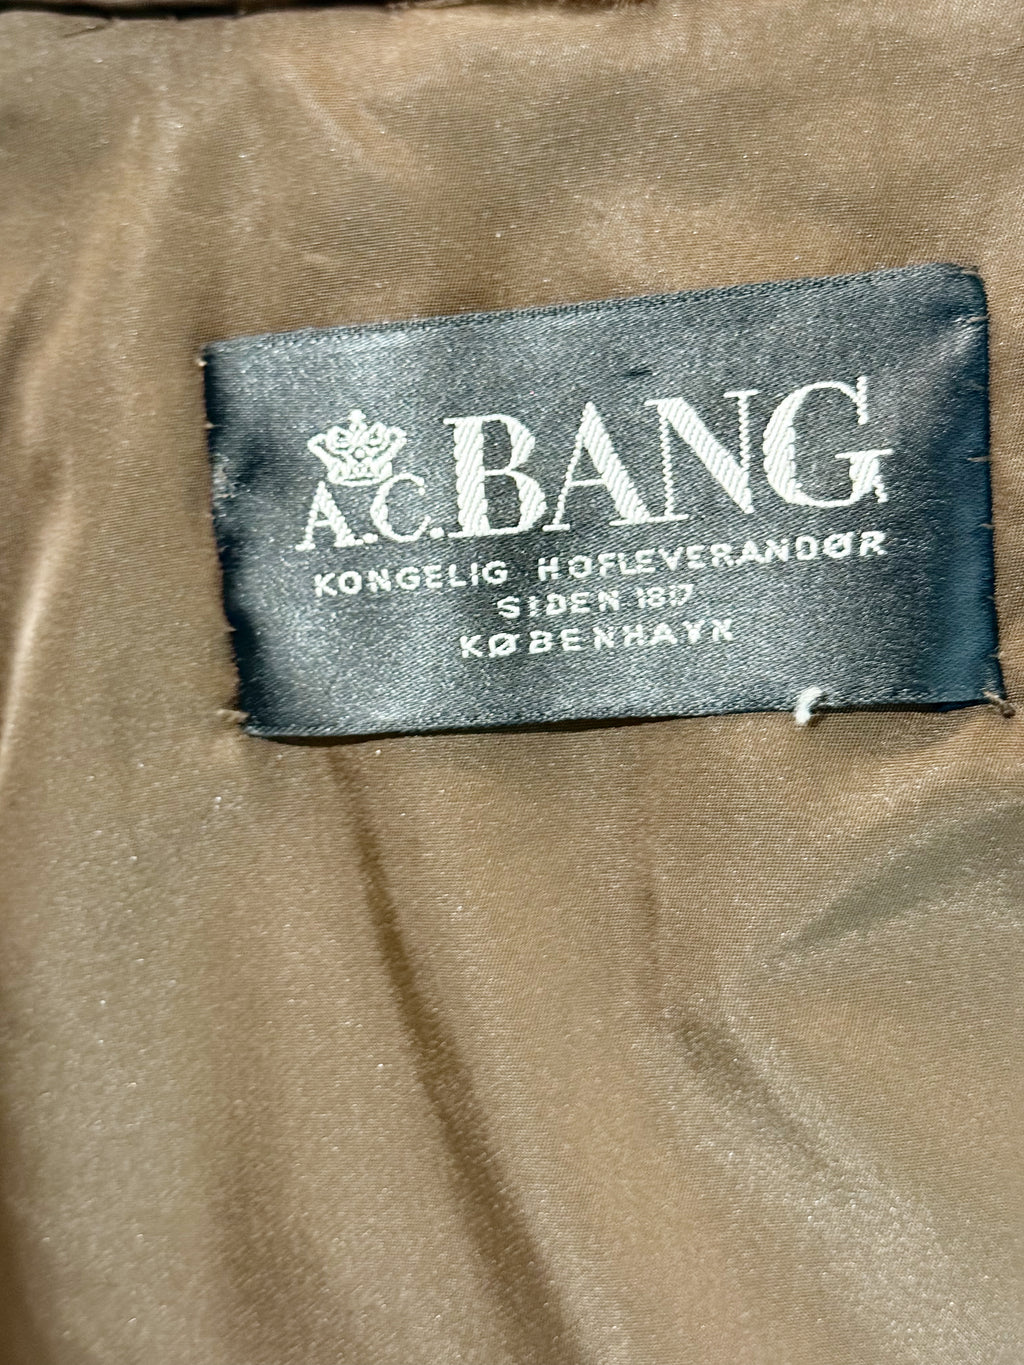 A.C. BANG
KONGELIG HOFLEVERANDØR
SIDEN 1817
KØBENHAVN